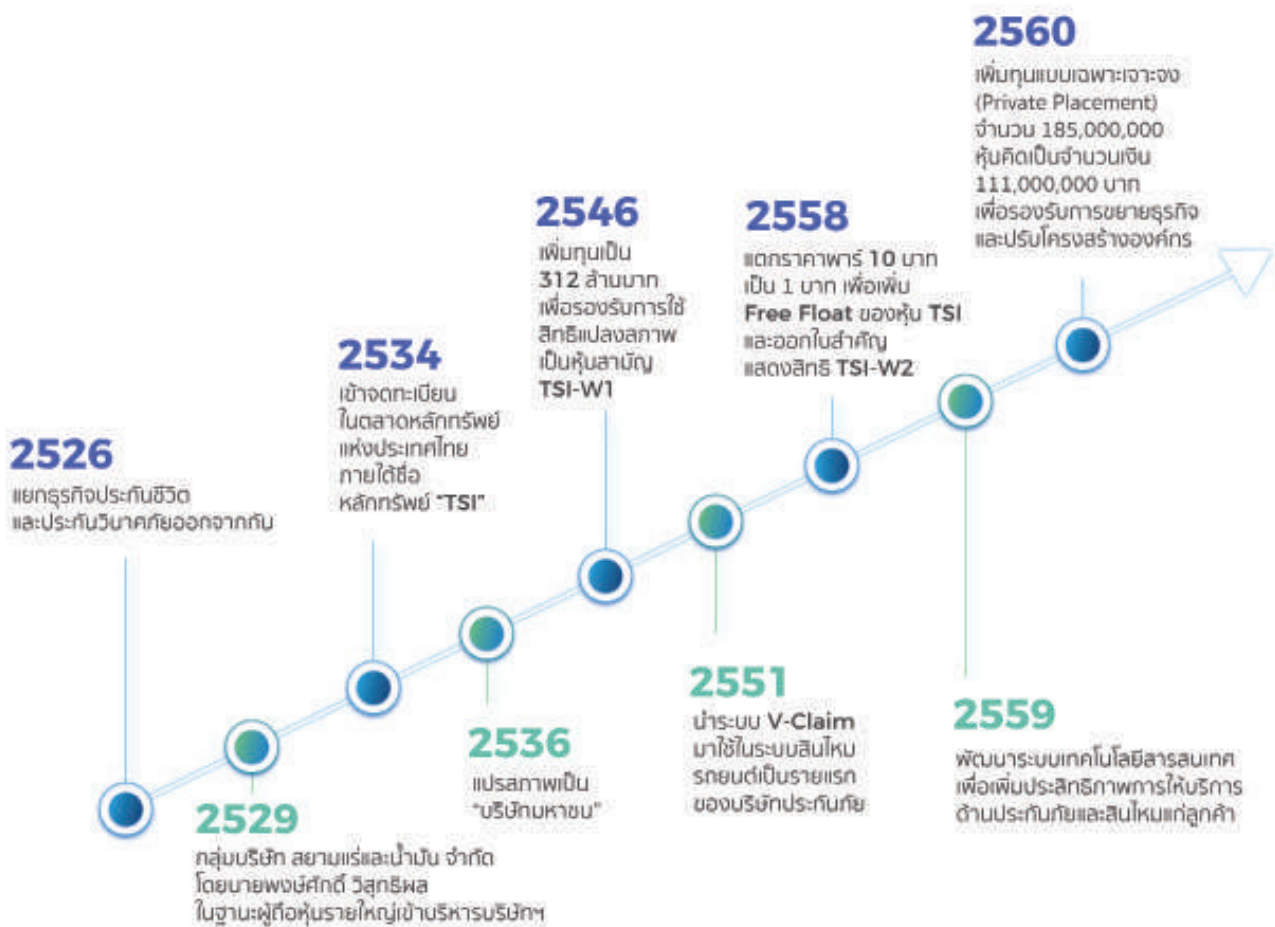 2526
แยกธุรกิจประกันชีวิต
และประกันวินาศภัยออกจากกัน
2529
กลุ่มบริษัท สยามแร่และน้ำมัน จำกัด
โดยนายพงษ์ศักดิ์ วิสุทธิผล
ในฐานะผู้ถือหุ้นรายใหญ่เข้าบริหารบริษัทฯ
2534
เข้าจดทะเบียน
ในตลาดหลักทรัพย์
แห่งประเทศไทย
ภายใต้ชื่อ
หลักทรัพย์ "TSI"
2536
แปรสภาพเป็น
"บริษัทมหาชน"
2546
เพิ่มทุนเป็น
312 ล้านบาท
เพื่อรองรับการใช้
สิทธิแปลงสภาพ
เป็นหุ้นสามัญ
TSI-W1
2551
นำระบบ V-Claim
มาใช้ในระบบสินไหม
รถยนต์เป็นรายแรก
ของบริษัทประกันภัย
2558
แตกราคาพาร์ 10 บาท
เป็น 1 บาท เพื่อเพิ่ม
Free Float ของหุ้น TSI
และออกใบสำคัญ
แสดงสิทธิ TSI-W2
2559
พัฒนาระบบเทคโนโลยีสารสนเทศ
เพื่อเพิ่มประสิทธิภาพการให้บริการ
ด้านประกันภัยและสินไหมแก่ลูกค้า
2560
เพิ่มทุนแบบเฉพาะเจาะจง
(Private Placement)
จำนวน 185,000,000
หุ้นคิดเป็นจำนวนเงิน
111,000,000 บาท
เพื่อรองรับการขยายธุรกิจ
และปรับโครงสร้างองค์กร